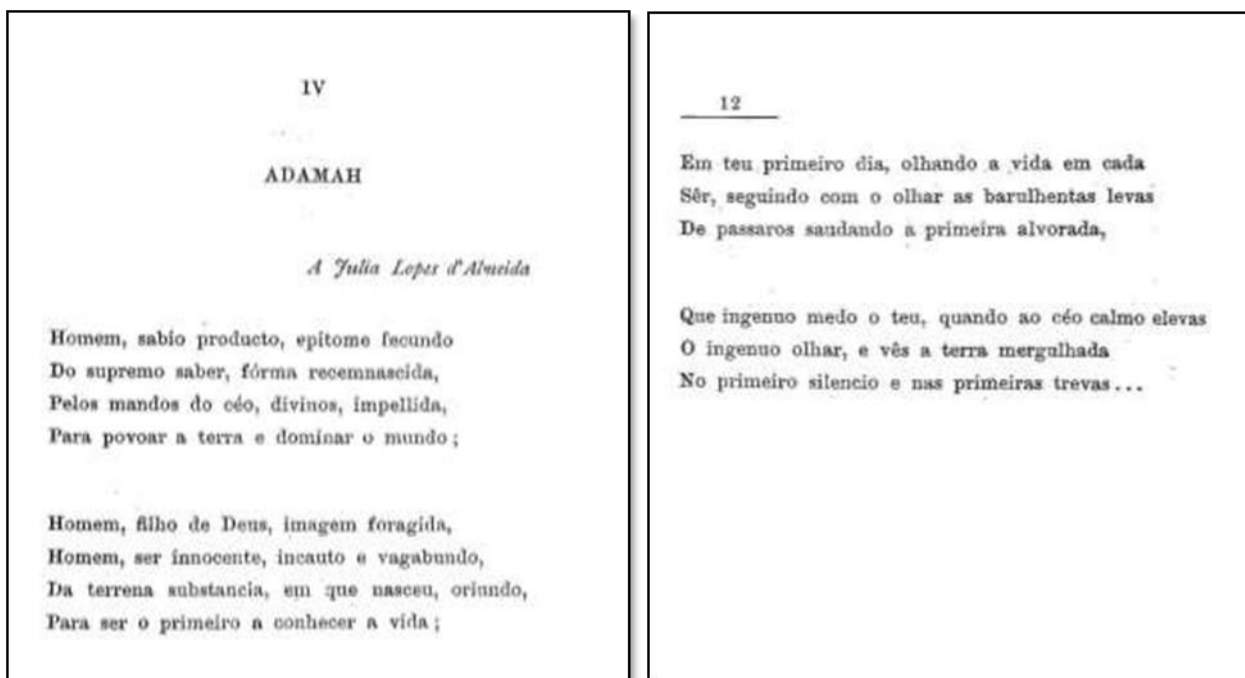 IV
ADAMAH
A Julia Lopes d'Almeida
Homem, sabio producto, epitome fecundo
Do supremo saber, fórma recemnascida,
Pelos mandos do céo, divinos, impellida,
Para povoar a terra e dominar o mundo;
Homem, filho de Deus, imagem foragida,
Homem, ser innocente, incauto e vagabundo,
Da terrena substancia, em que nasceu, oriundo,
Para ser o primeiro a conhecer a vida;
12
Em teu primeiro dia, olhando a vida em cada
Sêr, seguindo com o olhar as barulhentas levas
De passaros saudando a primeira alvorada,
Que ingenuo medo o teu, quando ao céo calmo elevas
O ingenuo olhar, e vês a terra mergulhada
No primeiro silencio e nas primeiras trevas...